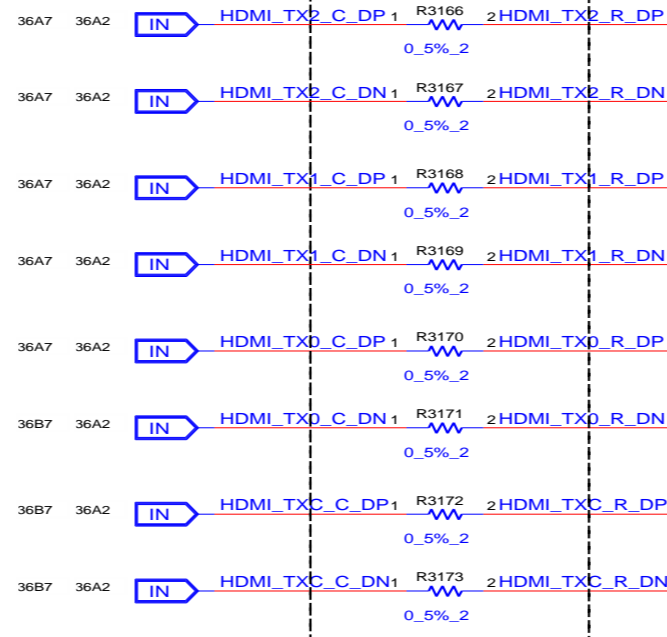 36A7 36A2 IN HDMI_TX2_C_DP 1 R3166 2 HDMI_TX2_R_DP
0_5%_2
36A7 36A2 IN HDMI_TX2_C_DN 1 R3167 2 HDMI_TX2_R_DN
0_5%_2
36A7 36A2 IN HDMI_TX1_C_DP 1 R3168 2 HDMI_TX1_R_DP
0_5%_2
36A7 36A2 IN HDMI_TX1_C_DN 1 R3169 2 HDMI_TX1_R_DN
0_5%_2
36A7 36A2 IN HDMI_TX0_C_DP 1 R3170 2 HDMI_TX0_R_DP
0_5%_2
36B7 36A2 IN HDMI_TX0_C_DN 1 R3171 2 HDMI_TX0_R_DN
0_5%_2
36B7 36A2 IN HDMI_TXC_C_DP 1 R3172 2 HDMI_TXC_R_DP
0_5%_2
36B7 36A2 IN HDMI_TXC_C_DN 1 R3173 2 HDMI_TXC_R_DN
0_5%_2